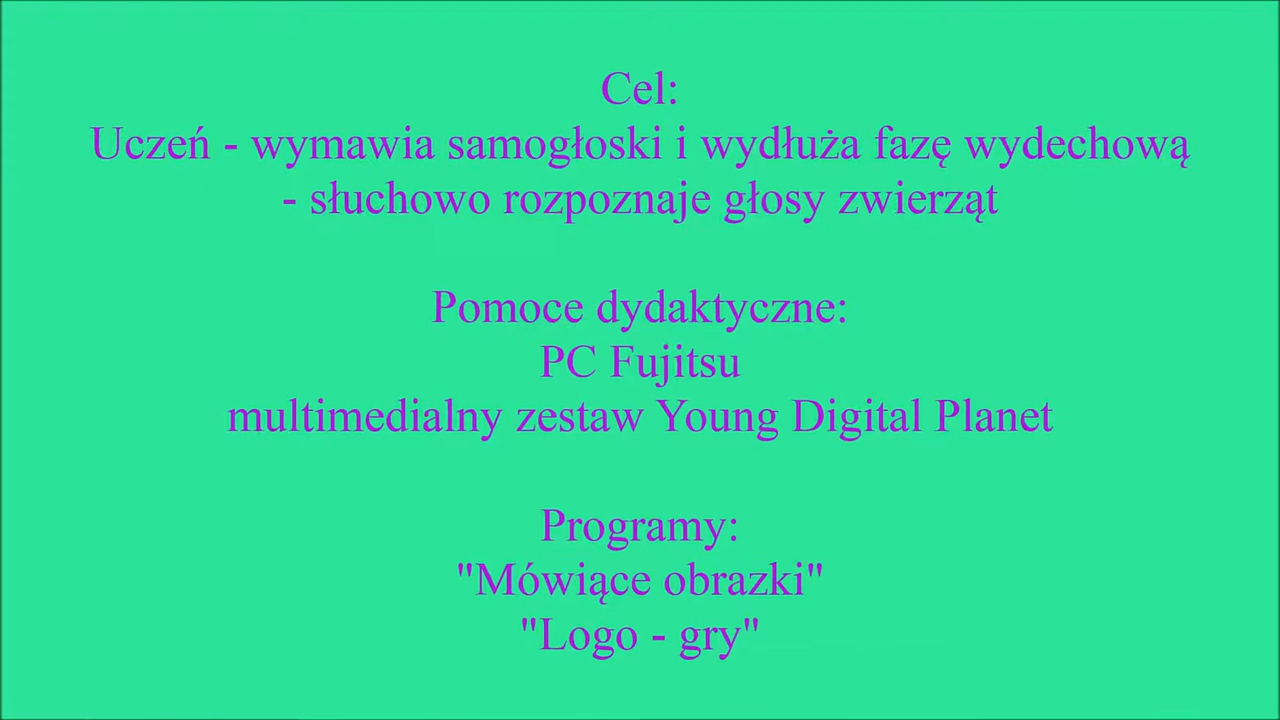 Cel:
Uczeń - wymawia samogłoski i wydłuża fazę wydechową
- słuchowo rozpoznaje głosy zwierząt
Pomoce dydaktyczne:
PC Fujitsu
multimedialny zestaw Young Digital Planet
Programy:
"Mówiące obrazki"
"Logo - gry"